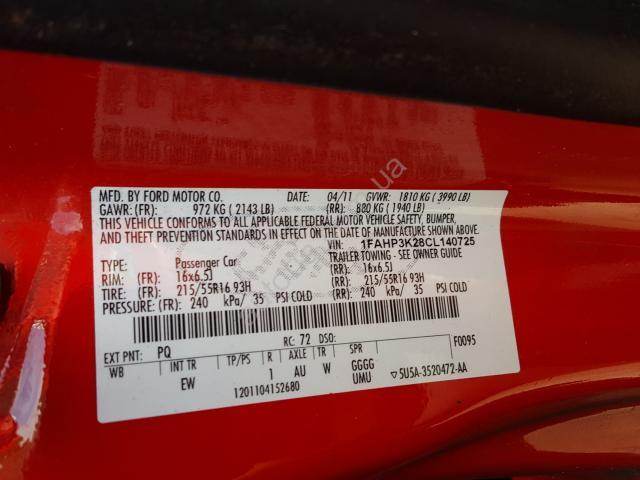 MFD. BY FORD MOTOR CO.
DATE: 04/11 GVWR: 1810 KG ( 3990 LB)
GAWR: (FR): 972 KG ( 2143 LB) (RR): 880 KG ( 1940 LB)
THIS VEHICLE CONFORMS TO ALL APPLICABLE FEDERAL MOTOR VEHICLE SAFETY, BUMPER,
AND THEFT PREVENTION STANDARDS IN EFFECT ON THE DATE OF MANUFACTURE SHOWN ABOVE.
VIN: 1FAHP3K28CL140725
TYPE: Passenger Car TRAILER TOWING - SEE OWNER GUIDE
RIM: (FR): 16x6.5J (RR): 16x6.5J
TIRE: (FR): 215/55R16 93H (RR): 215/55R16 93H
PRESSURE: (FR): 240 kPa/ 35 PSI COLD (RR): 240 kPa/ 35 PSI COLD
EXT PNT: PQ RC: 72 DSO: F0095
WB INT TR TP/PS R AXLE TR SPR
EW 1 AU W GGGG
UMU
▽5U5A-3520472-AA
1201104152680